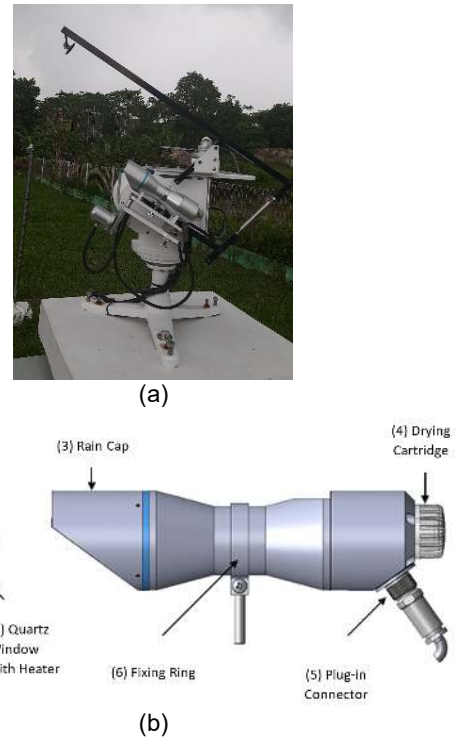 (a)
(3) Rain Cap
(4) Drying
Cartridge
) Quartz
Window
ith Heater
(6) Fixing Ring
(5) Plug-in
Connector
(b)